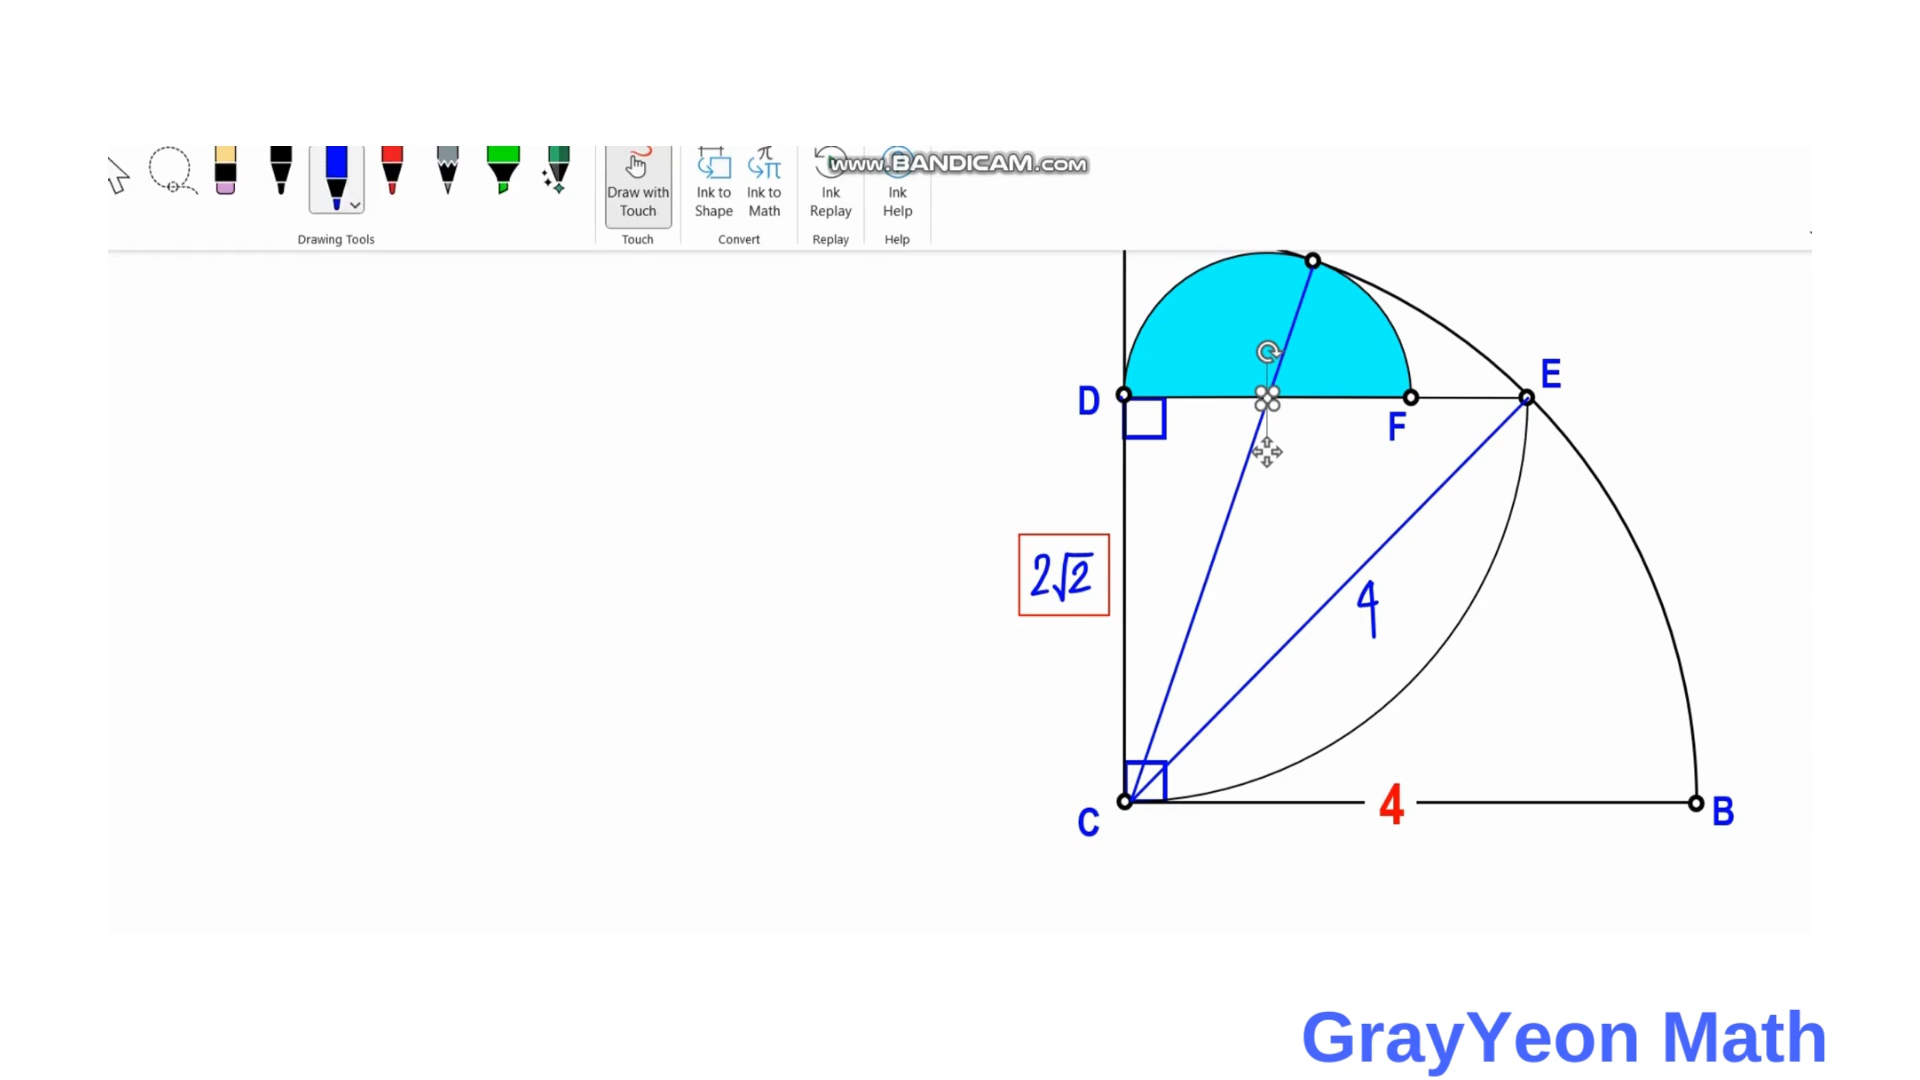 www.BANDICAM.com
Draw with
Touch
Ink to
Shape
Ink to
Math
Ink
Replay
Ink
Help
Drawing Tools
Touch
Convert
Replay
Help
D
E
F
2√2
4
C
4
B
GrayYeon Math